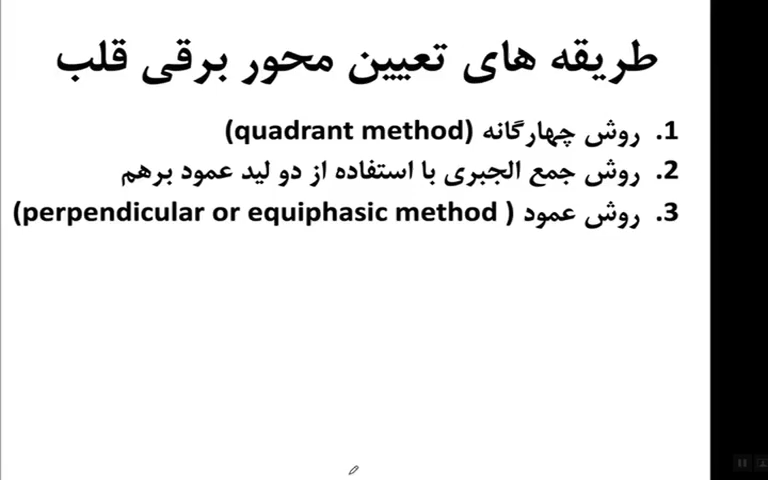 طریقه های تعیین محور برقی قلب
1. روش چهارگانه (quadrant method)
2. روش جمع الجبری با استفاده از دو لید عمود برهم
3. روش عمود ( perpendicular or equiphasic method)